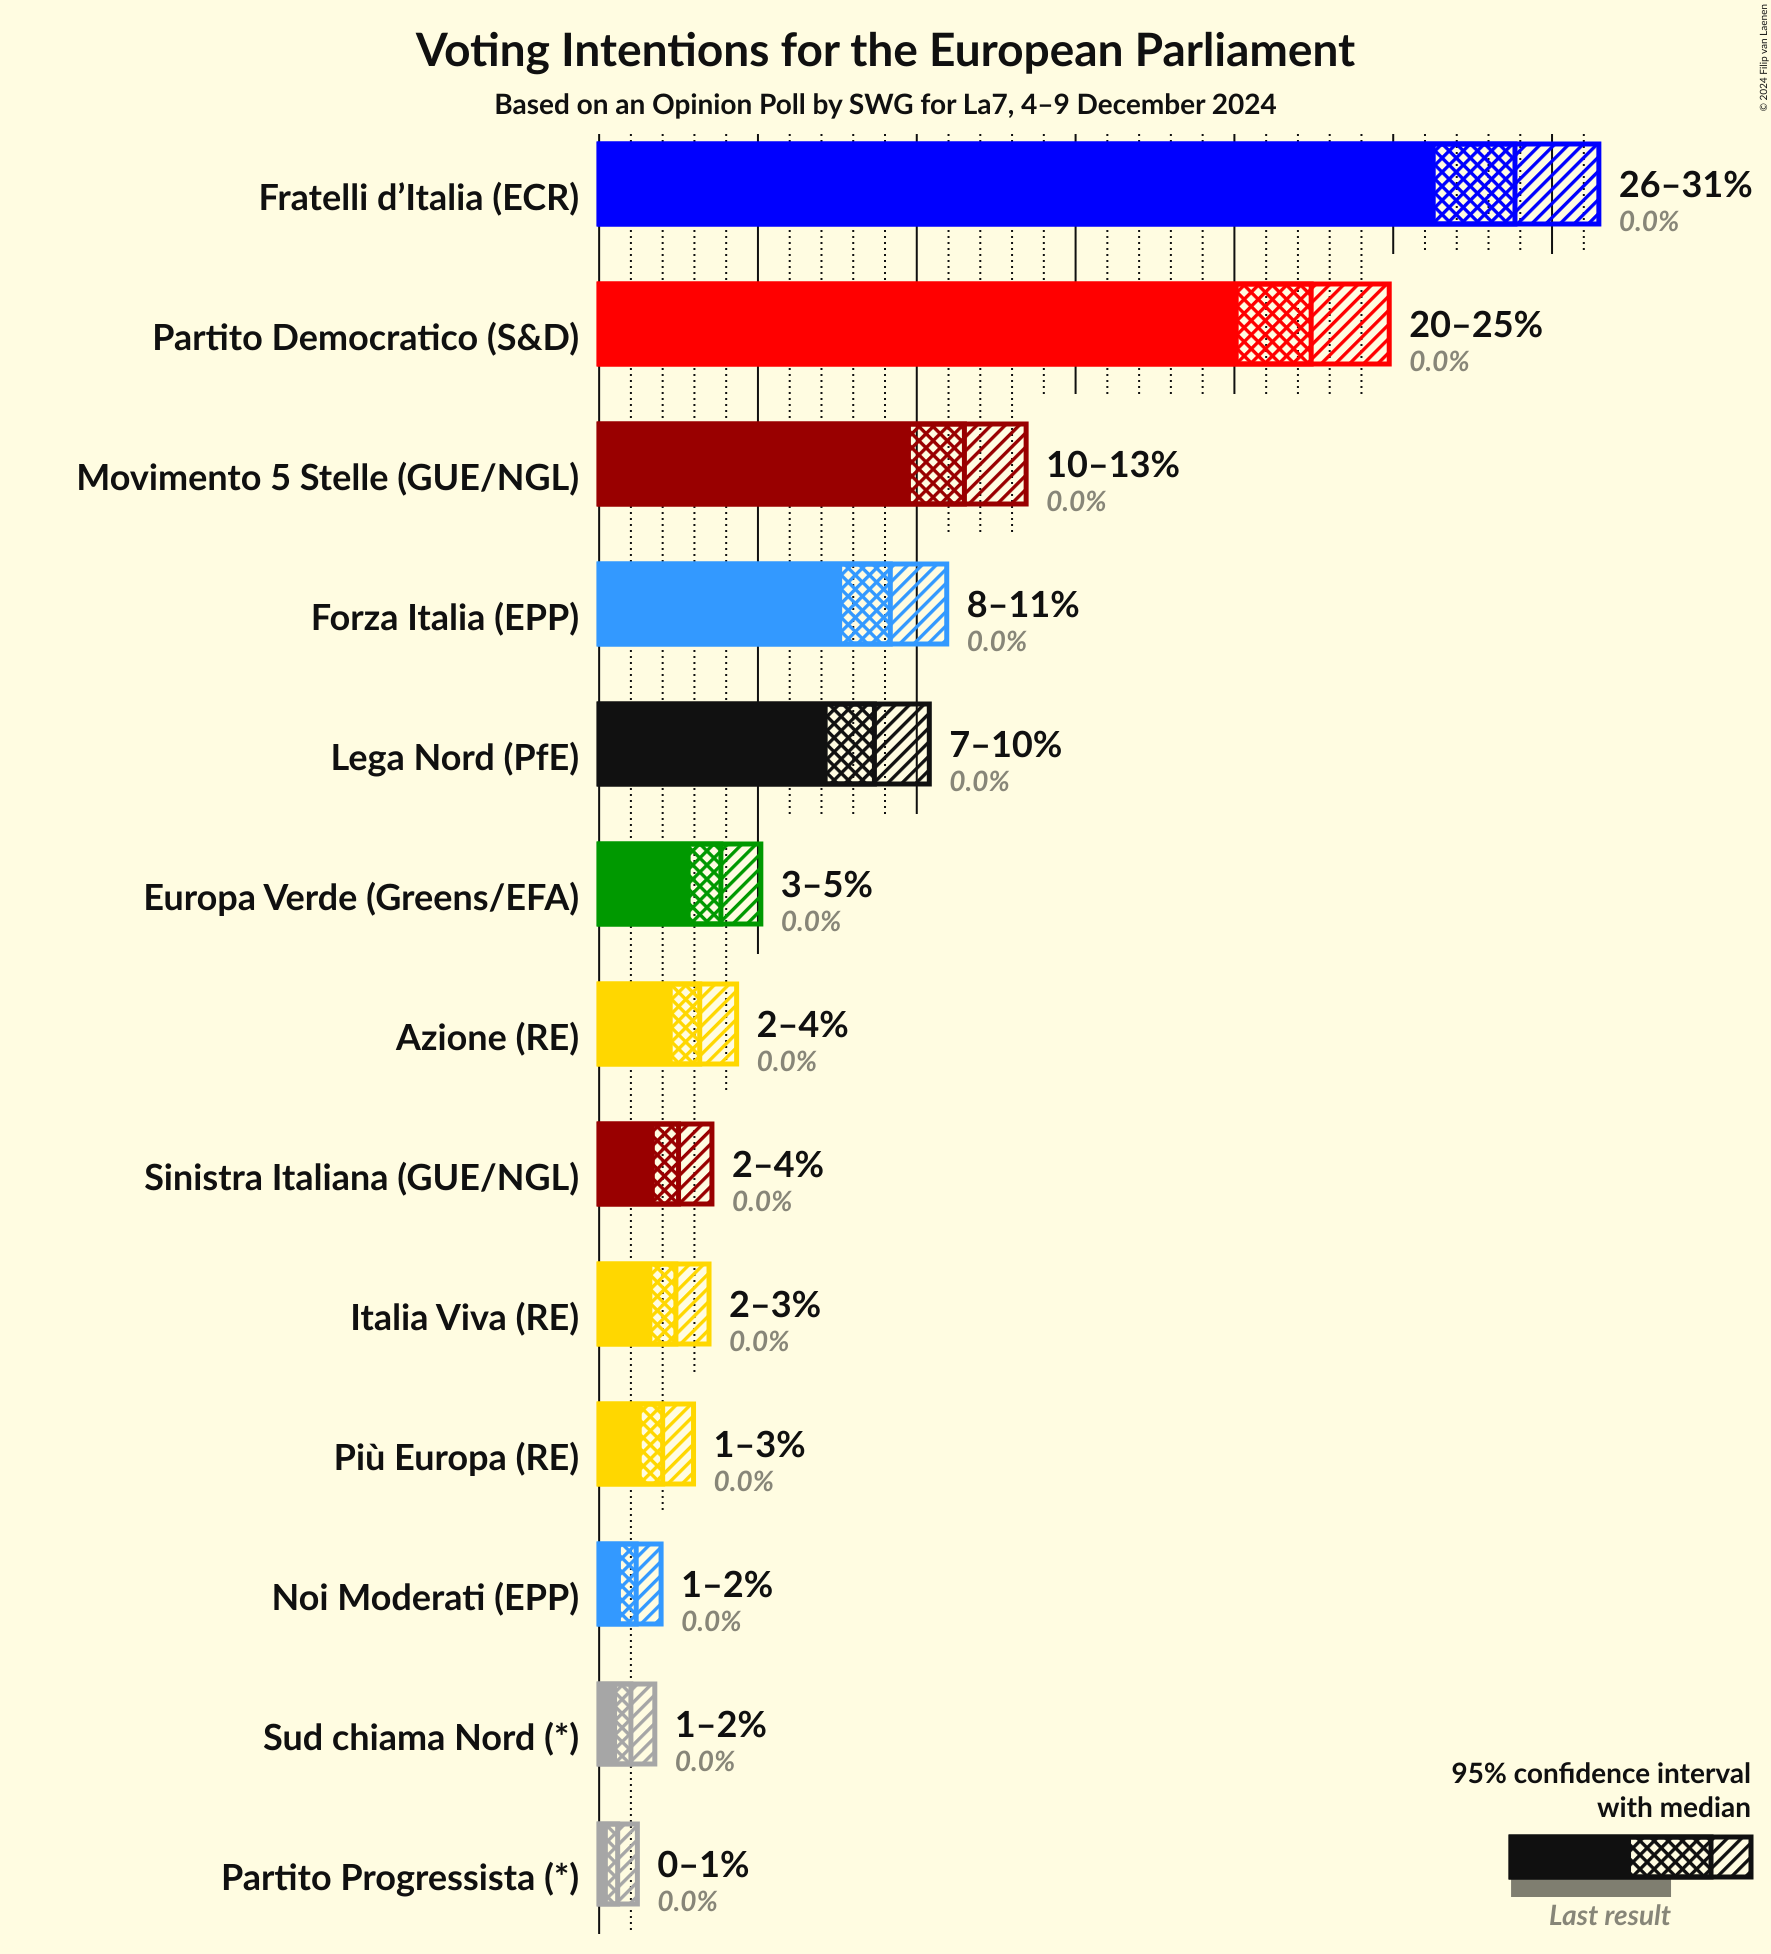 Voting Intentions for the European Parliament
Based on an Opinion Poll by SWG for La7, 4–9 December 2024
© 2024 Filip van Laenen
Fratelli d’Italia (ECR)
26–31%
0.0%
Partito Democratico (S&D)
20–25%
0.0%
Movimento 5 Stelle (GUE/NGL)
10–13%
0.0%
Forza Italia (EPP)
8–11%
0.0%
Lega Nord (PfE)
7–10%
0.0%
Europa Verde (Greens/EFA)
3–5%
0.0%
Azione (RE)
2–4%
0.0%
Sinistra Italiana (GUE/NGL)
2–4%
0.0%
Italia Viva (RE)
2–3%
0.0%
Più Europa (RE)
1–3%
0.0%
Noi Moderati (EPP)
1–2%
0.0%
Sud chiama Nord (*)
1–2%
0.0%
Partito Progressista (*)
0–1%
0.0%
95% confidence interval
with median
Last result